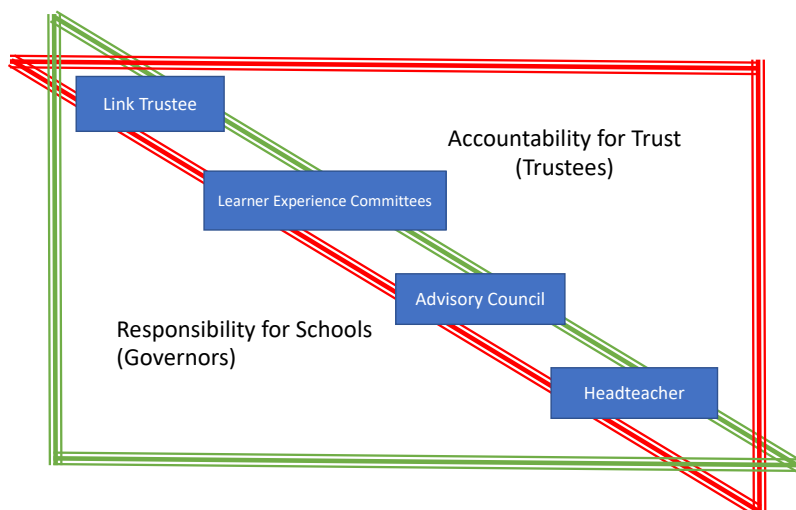 Link Trustee
Accountability for Trust
(Trustees)
Learner Experience Committees
Advisory Council
Responsibility for Schools
(Governors)
Headteacher